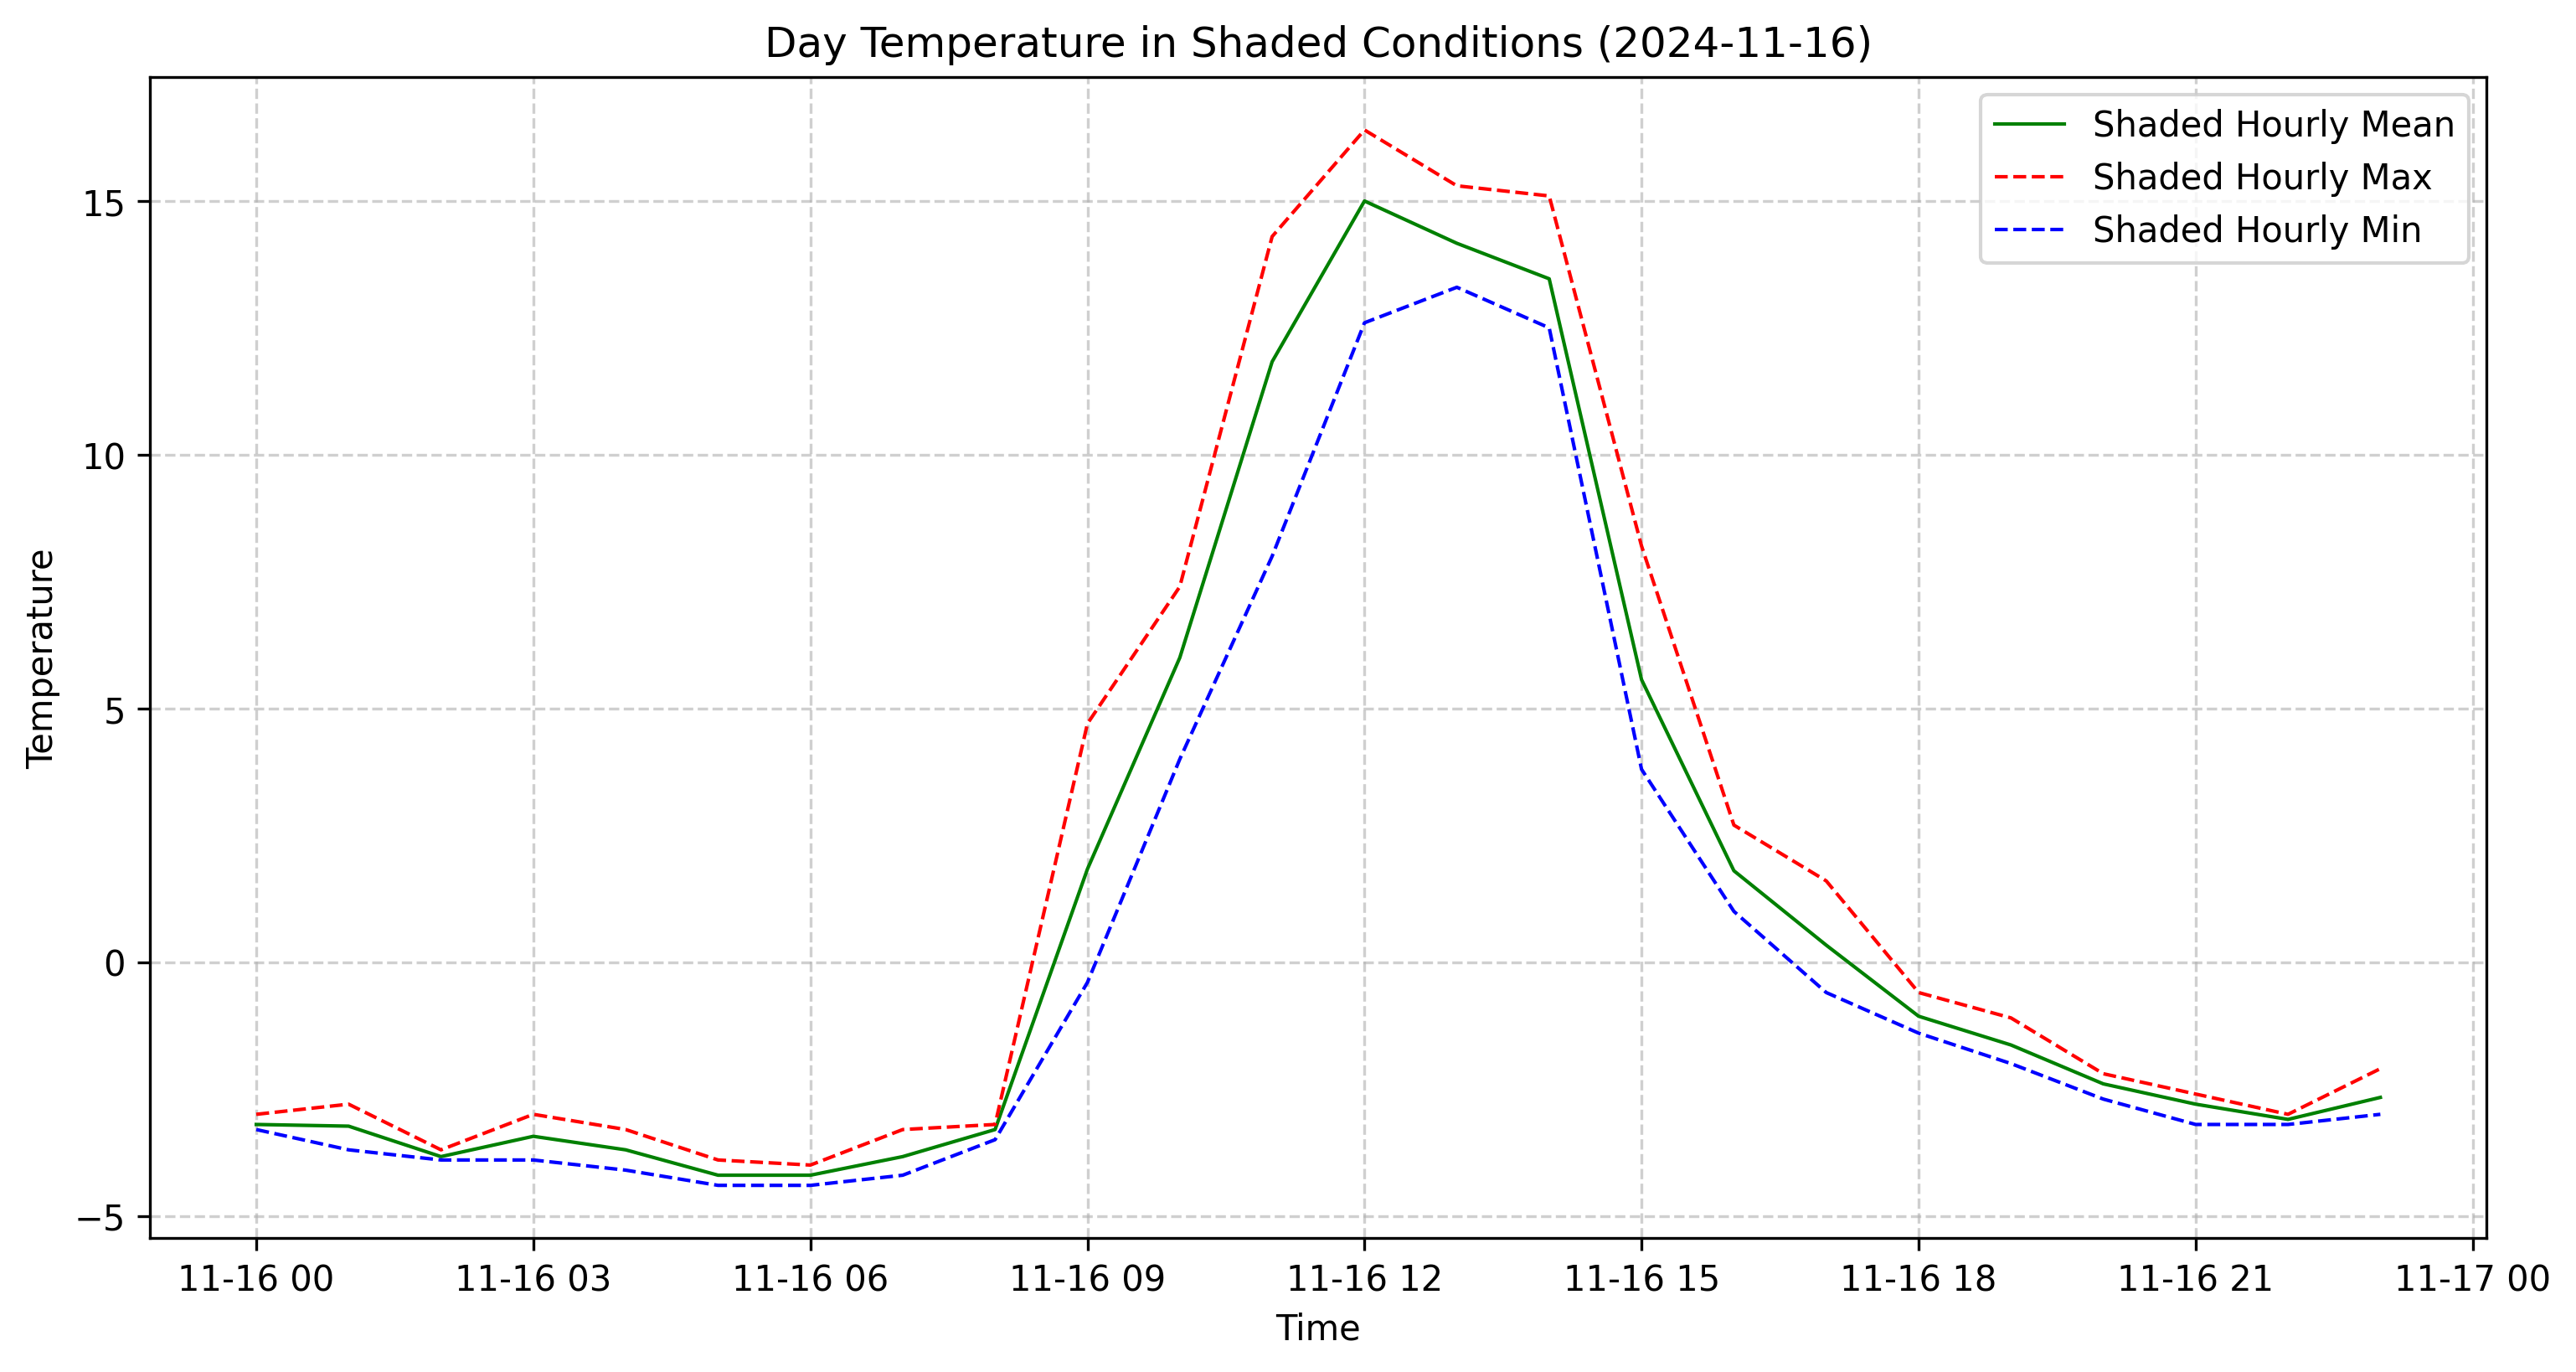 Day Temperature in Shaded Conditions (2024-11-16)
Shaded Hourly Mean
Shaded Hourly Max
Shaded Hourly Min
Temperature
15
10
5
0
−5
11-16 00 11-16 03 11-16 06 11-16 09 11-16 12 11-16 15 11-16 18 11-16 21 11-17 00
Time